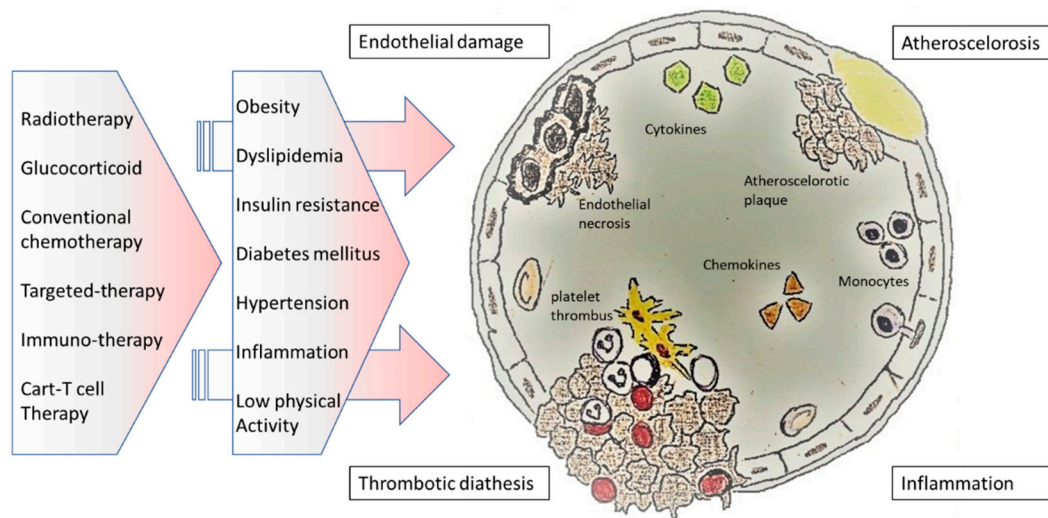 Radiotherapy
Glucocorticoid
Conventional
chemotherapy
Targeted-therapy
Immuno-therapy
Cart-T cell
Therapy
Obesity
Dyslipidemia
Insulin resistance
Diabetes mellitus
Hypertension
Inflammation
Low physical
Activity
Endothelial damage
Atheroscelorosis
Cytokines
Endothelial
necrosis
Atheroscelorotic
plaque
Chemokines
Monocytes
platelet
thrombus
Thrombotic diathesis
Inflammation